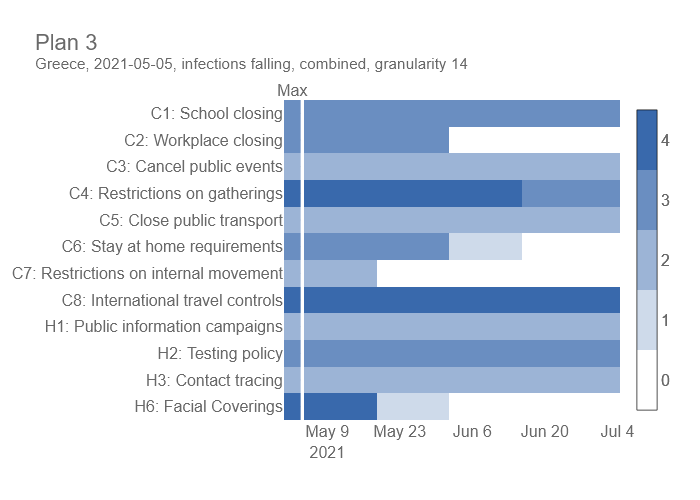 Plan 3
Greece, 2021-05-05, infections falling, combined, granularity 14
Max
C1: School closing
C2: Workplace closing
C3: Cancel public events
C4: Restrictions on gatherings
C5: Close public transport
C6: Stay at home requirements
C7: Restrictions on internal movement
C8: International travel controls
H1: Public information campaigns
H2: Testing policy
H3: Contact tracing
H6: Facial Coverings
May 9 May 23 Jun 6 Jun 20 Jul 4
2021
4
3
2
1
0